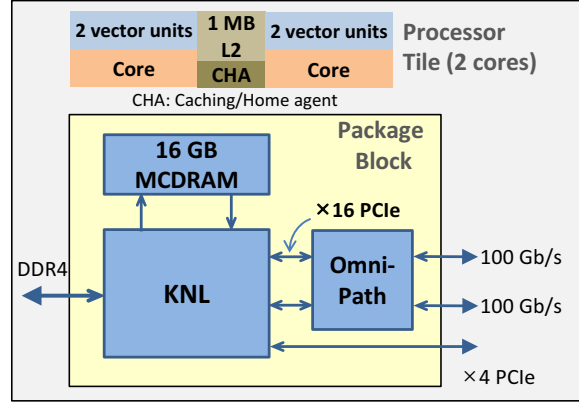 2 vector units
1 MB
L2
2 vector units
Core
CHA
Core
Processor
Tile (2 cores)
CHA: Caching/Home agent
Package
Block
16 GB
MCDRAM
×16 PCIe
DDR4
KNL
Omni-
Path
100 Gb/s
100 Gb/s
×4 PCIe